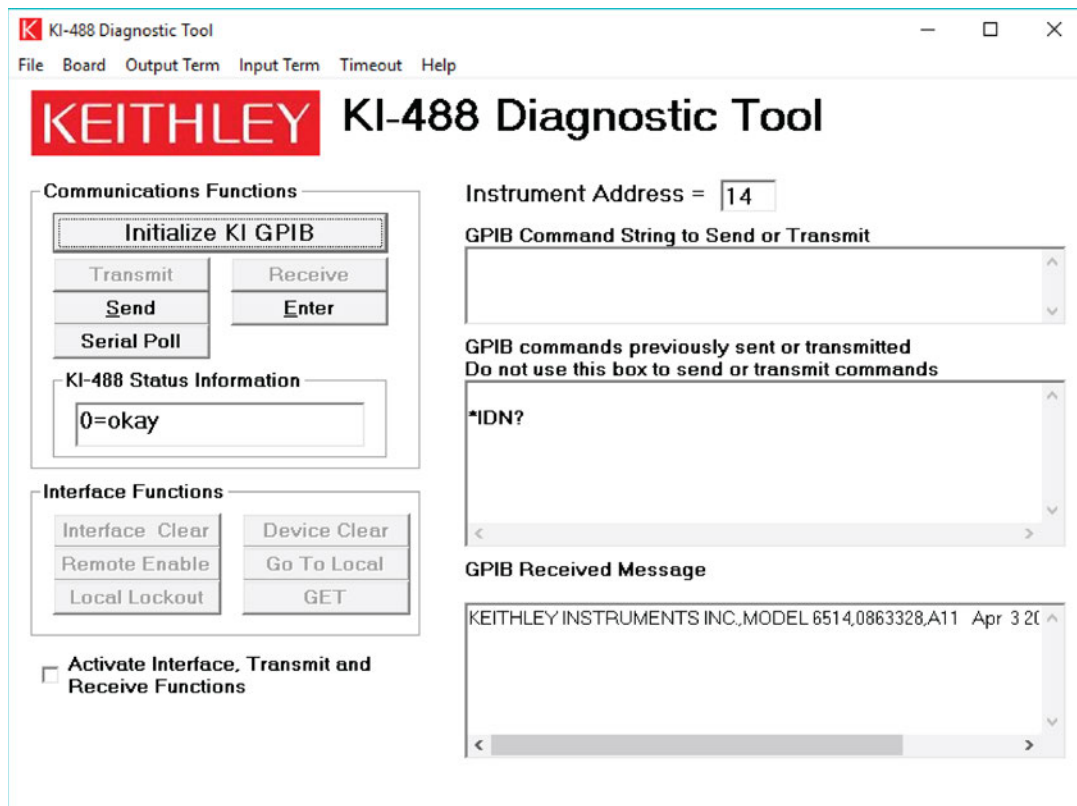 KI-488 Diagnostic Tool
File Board Output Term Input Term Timeout Help
KEITHLEY KI-488 Diagnostic Tool
Communications Functions
Initialize KI GPIB
Transmit Receive
Send Enter
Serial Poll
KI-488 Status Information
0=okay
Interface Functions
Interface Clear Device Clear
Remote Enable Go To Local
Local Lockout GET
Activate Interface, Transmit and
Receive Functions
Instrument Address = 14
GPIB Command String to Send or Transmit
GPIB commands previously sent or transmitted
Do not use this box to send or transmit commands
*IDN?
GPIB Received Message
KEITHLEY INSTRUMENTS INC.,MODEL 6514,0863328,A11 Apr 3 20